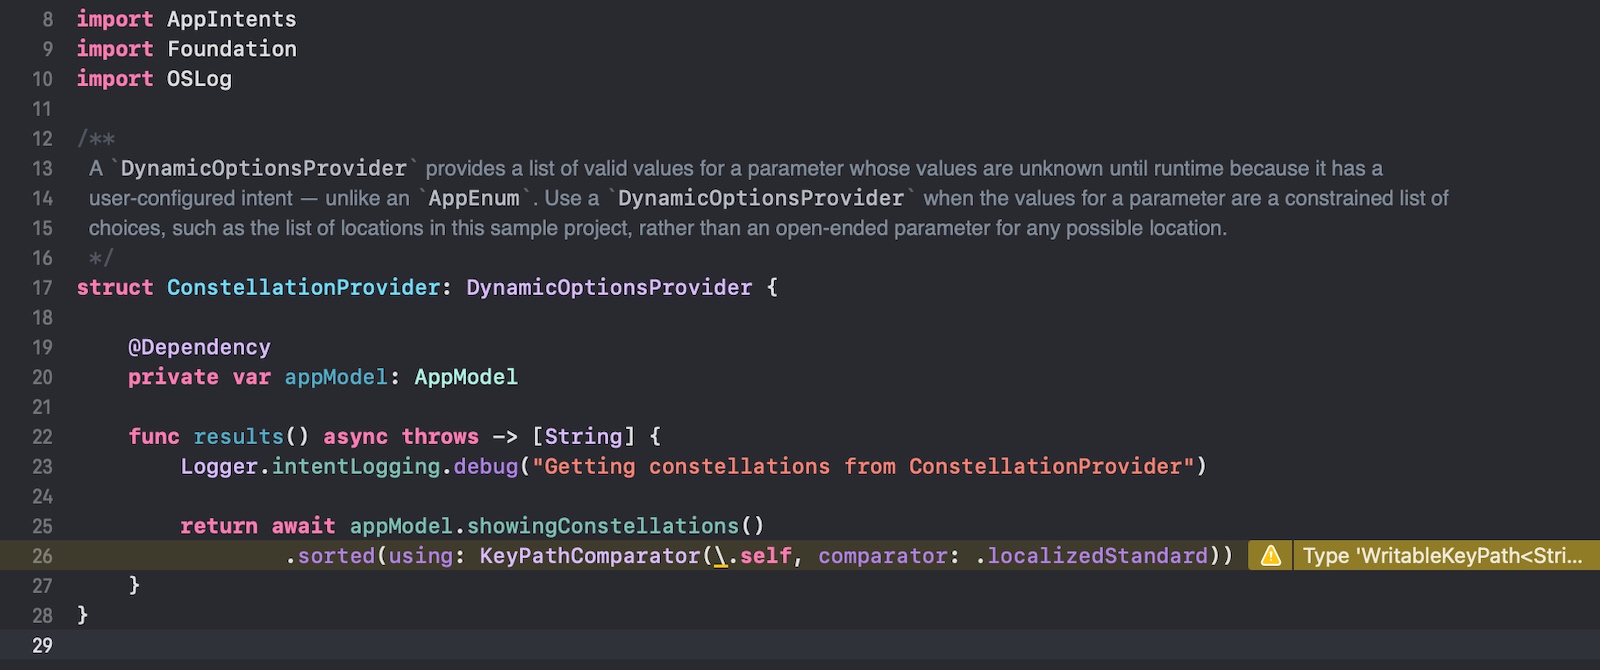 8 import AppIntents
9 import Foundation
10 import OSLog
11
12 /**
13 A `DynamicOptionsProvider` provides a list of valid values for a parameter whose values are unknown until runtime because it has a
14 user-configured intent — unlike an `AppEnum`. Use a `DynamicOptionsProvider` when the values for a parameter are a constrained list of
15 choices, such as the list of locations in this sample project, rather than an open-ended parameter for any possible location.
16 */
17 struct ConstellationProvider: DynamicOptionsProvider {
18
19 @Dependency
20 private var appModel: AppModel
21
22 func results() async throws -> [String] {
23 Logger.intentLogging.debug("Getting constellations from ConstellationProvider")
24
25 return await appModel.showingConstellations()
26 .sorted(using: KeyPathComparator(\.self, comparator: .localizedStandard)) Type 'WritableKeyPath<Stri...
27 }
28 }
29